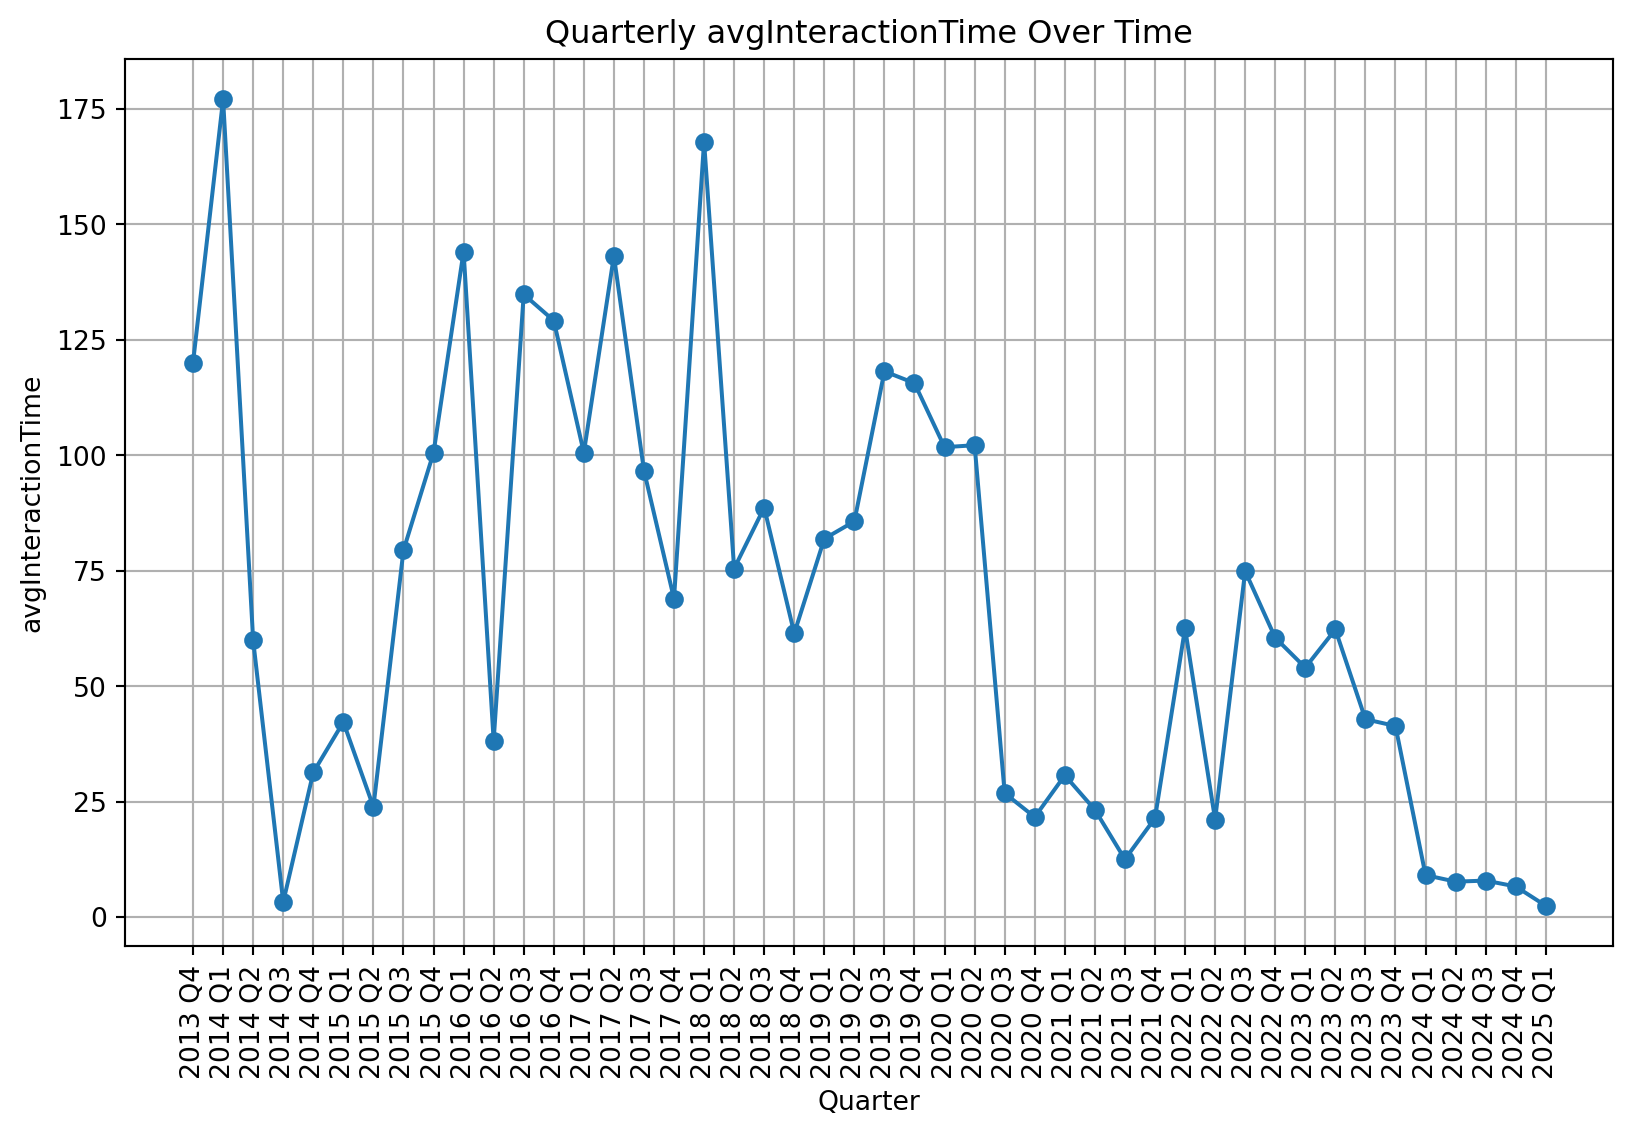 Quarterly avgInteractionTime Over Time
avgInteractionTime
175
150
125
100
75
50
25
0
2013 Q4
2014 Q1
2014 Q2
2014 Q3
2014 Q4
2015 Q1
2015 Q2
2015 Q3
2015 Q4
2016 Q1
2016 Q2
2016 Q3
2016 Q4
2017 Q1
2017 Q2
2017 Q3
2017 Q4
2018 Q1
2018 Q2
2018 Q3
2018 Q4
2019 Q1
2019 Q2
2019 Q3
2019 Q4
2020 Q1
2020 Q2
2020 Q3
2020 Q4
2021 Q1
2021 Q2
2021 Q3
2021 Q4
2022 Q1
2022 Q2
2022 Q3
2022 Q4
2023 Q1
2023 Q2
2023 Q3
2023 Q4
2024 Q1
2024 Q2
2024 Q3
2024 Q4
2025 Q1
Quarter